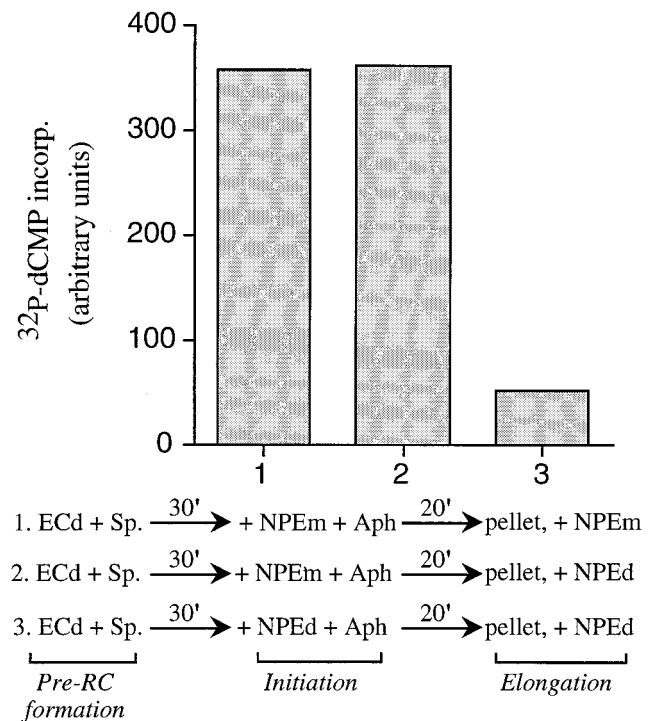 400
300
200
100
0
32P-dCMP incorp.
(arbitrary units)
1 2 3
1. ECd + Sp. 30' + NPEm + Aph 20' pellet, + NPEm
2. ECd + Sp. 30' + NPEm + Aph 20' pellet, + NPEd
3. ECd + Sp. 30' + NPEd + Aph 20' pellet, + NPEd
Pre-RC formation Initiation Elongation